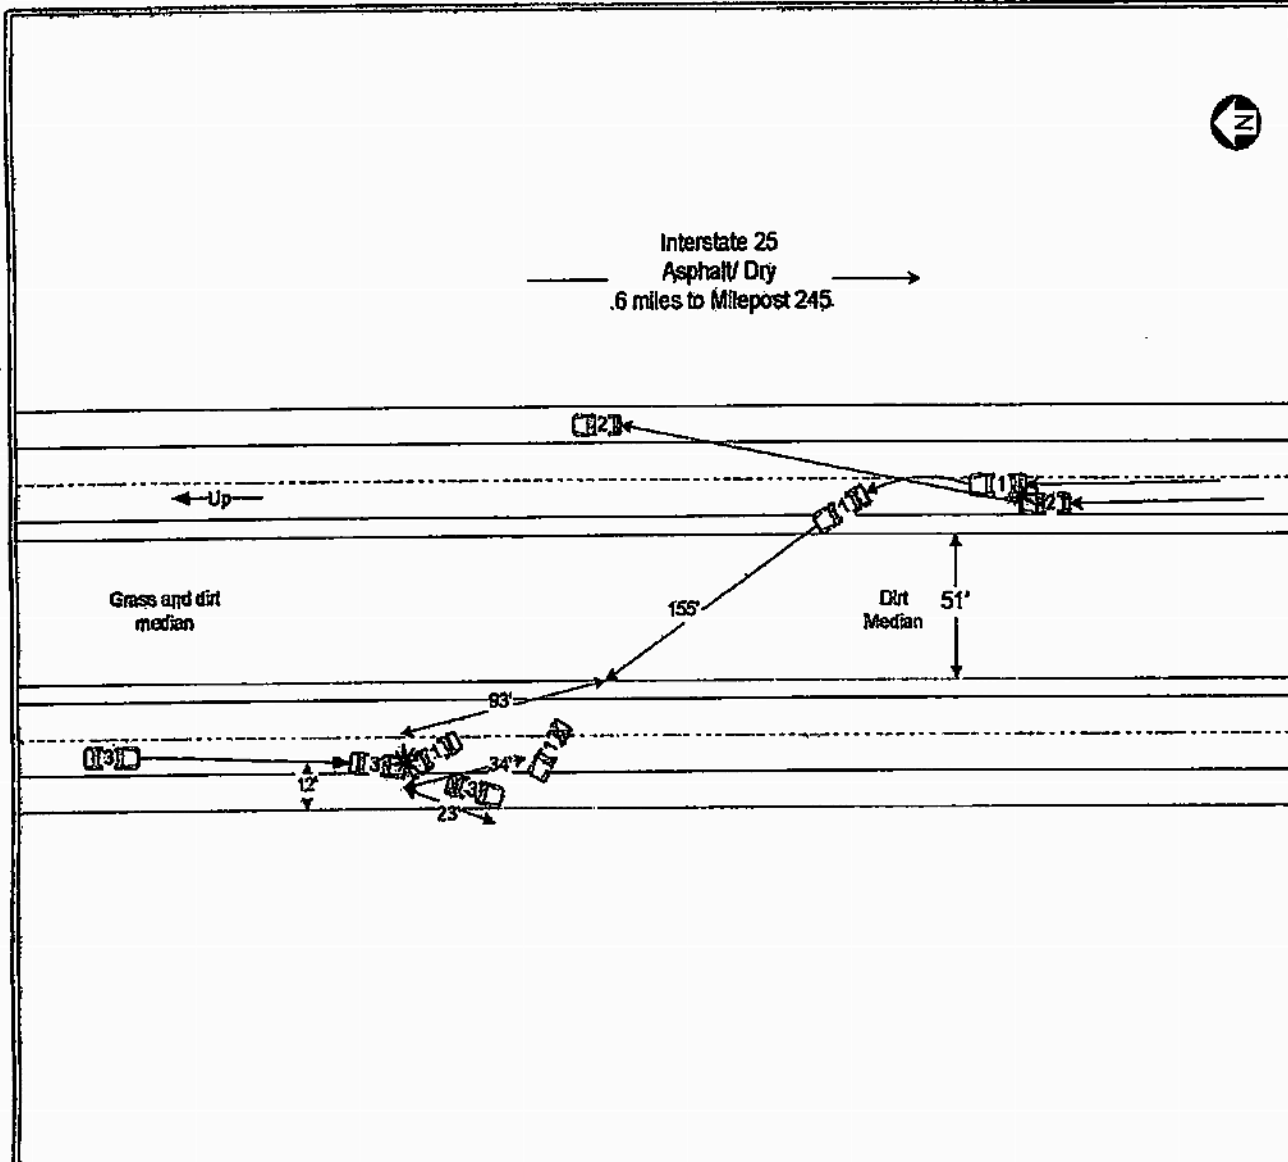 N
Interstate 25
Asphalt/ Dry
.6 miles to Milepost 245
2
1
Up
1
2
155'
Grass and dirt
median
Dirt
Median
51'
93'
3
3
1
34'
1
12'
3
23'